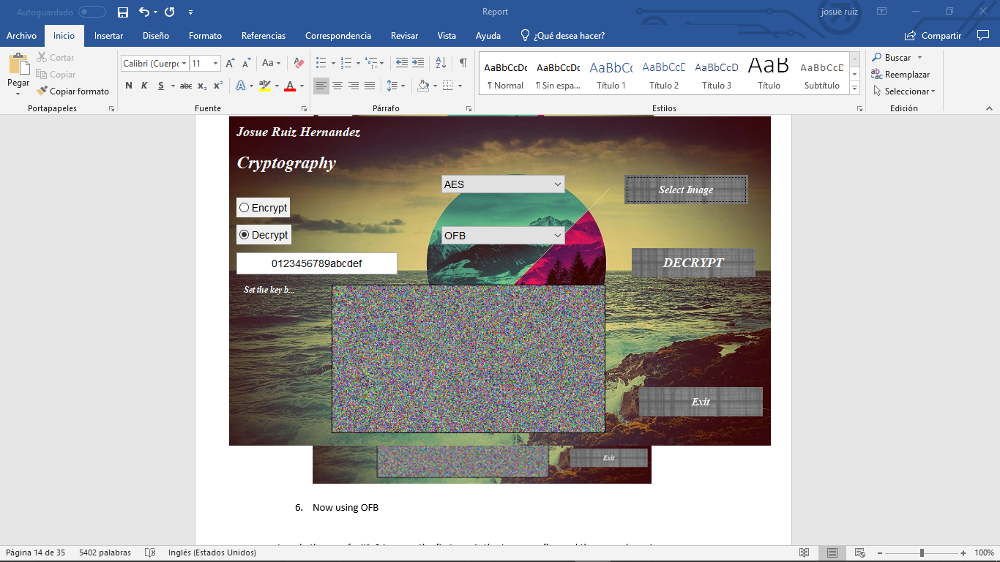 Autoguardado
Report
josue ruiz
Archivo Inicio Insertar Diseño Formato Referencias Correspondencia Revisar Vista Ayuda ¿Qué desea hacer? Compartir
Pegar
Cortar
Copiar
Copiar formato
Portapapeles
Calibri (Cuerpo 11
Aa
N K S abc x₂ x²
A ab A
Fuente
Párrafo
AaBbCcDc AaBbCcDc AaBbCc AaBbCcD AaBbCcD AaB AaBbCcD
¶ Normal ¶ Sin espa... Título 1 Título 2 Título 3 Título Subtítulo
Estilos
Buscar
Reemplazar
Seleccionar
Edición
Josue Ruiz Hernandez
Cryptography
AES
Select Image
Encrypt
Decrypt
OFB
0123456789abcdef
DECRYPT
Set the key b...
Exit
Exit
6. Now using OFB
Página 14 de 35 5402 palabras Inglés (Estados Unidos) 100%